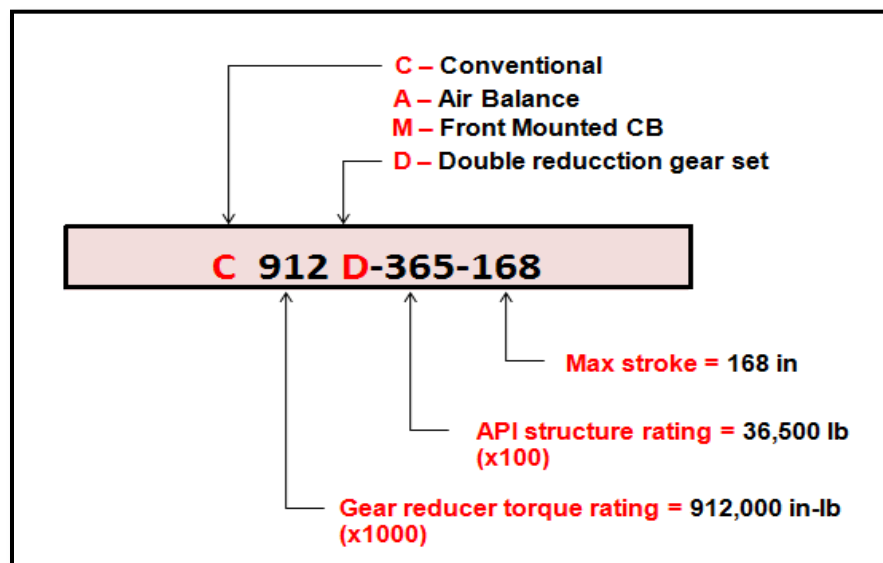 C – Conventional
A – Air Balance
M – Front Mounted CB
D – Double reducction gear set
C 912 D-365-168
Max stroke = 168 in
API structure rating = 36,500 lb
(x100)
Gear reducer torque rating = 912,000 in-lb
(x1000)